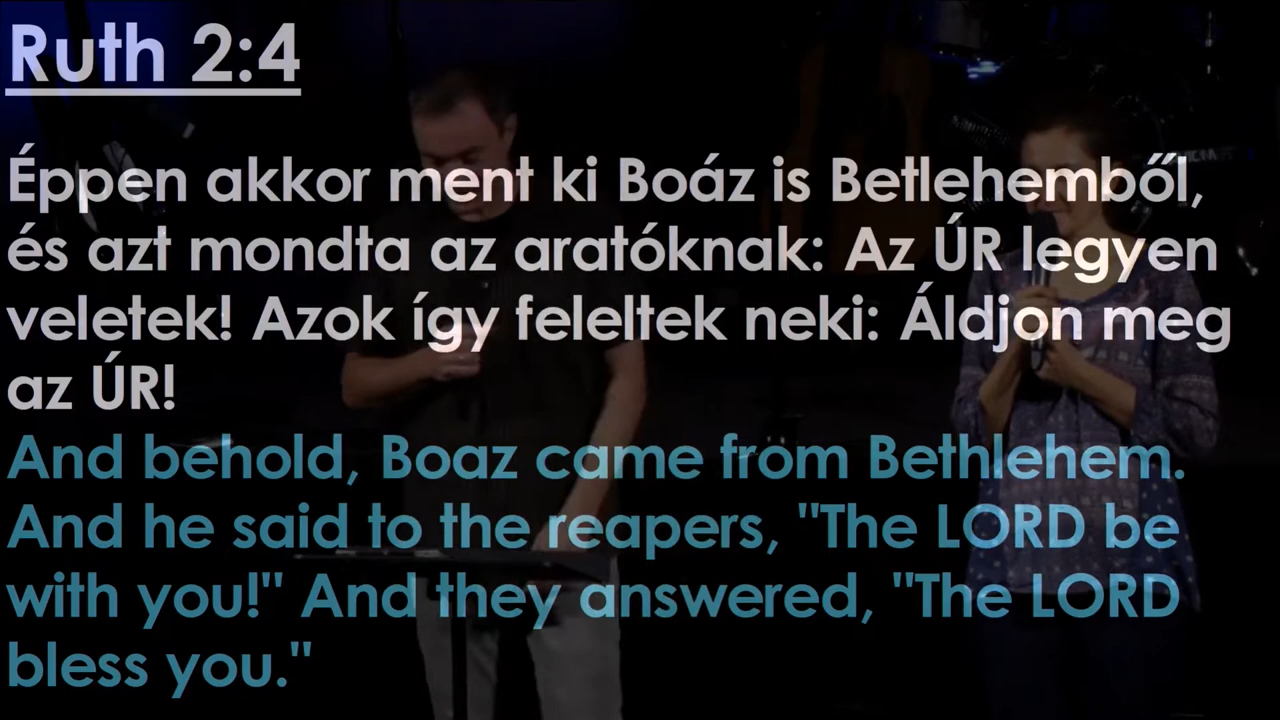 Ruth 2:4
Éppen akkor ment ki Boáz is Betlehemből,
és azt mondta az aratóknak: Az ÚR legyen
veletek! Azok így feleltek neki: Áldjon meg
az ÚR!
And behold, Boaz came from Bethlehem.
And he said to the reapers, "The LORD be
with you!" And they answered, "The LORD
bless you."